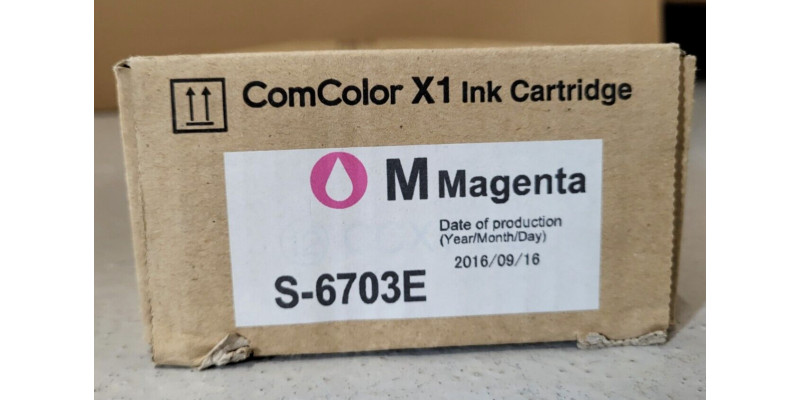 ComColor X1 Ink Cartridge
M Magenta
Date of production
(Year/Month/Day)
2016/09/16
S-6703E